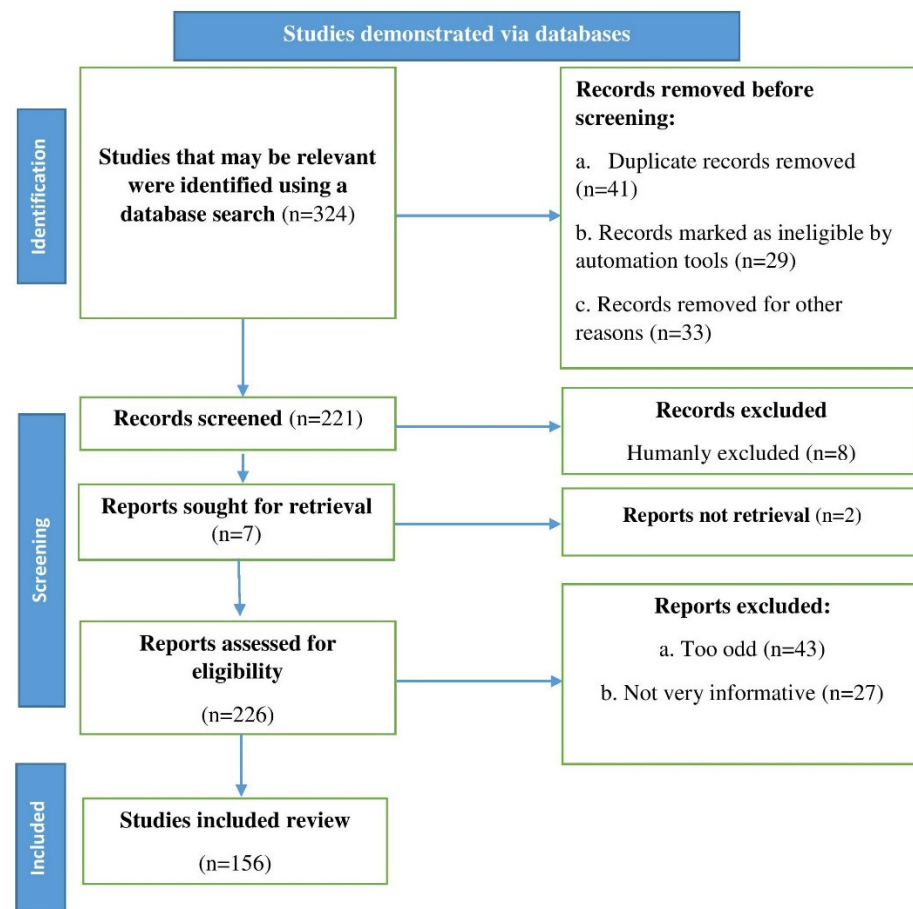 Studies demonstrated via databases
Identification
Studies that may be relevant
were identified using a
database search (n=324)
Records removed before
screening:
a. Duplicate records removed
(n=41)
b. Records marked as ineligible by
automation tools (n=29)
c. Records removed for other
reasons (n=33)
Screening
Records screened (n=221)
Records excluded
Humanly excluded (n=8)
Reports sought for retrieval
(n=7)
Reports not retrieval (n=2)
Reports assessed for
eligibility
(n=226)
Reports excluded:
a. Too odd (n=43)
b. Not very informative (n=27)
Included
Studies included review
(n=156)